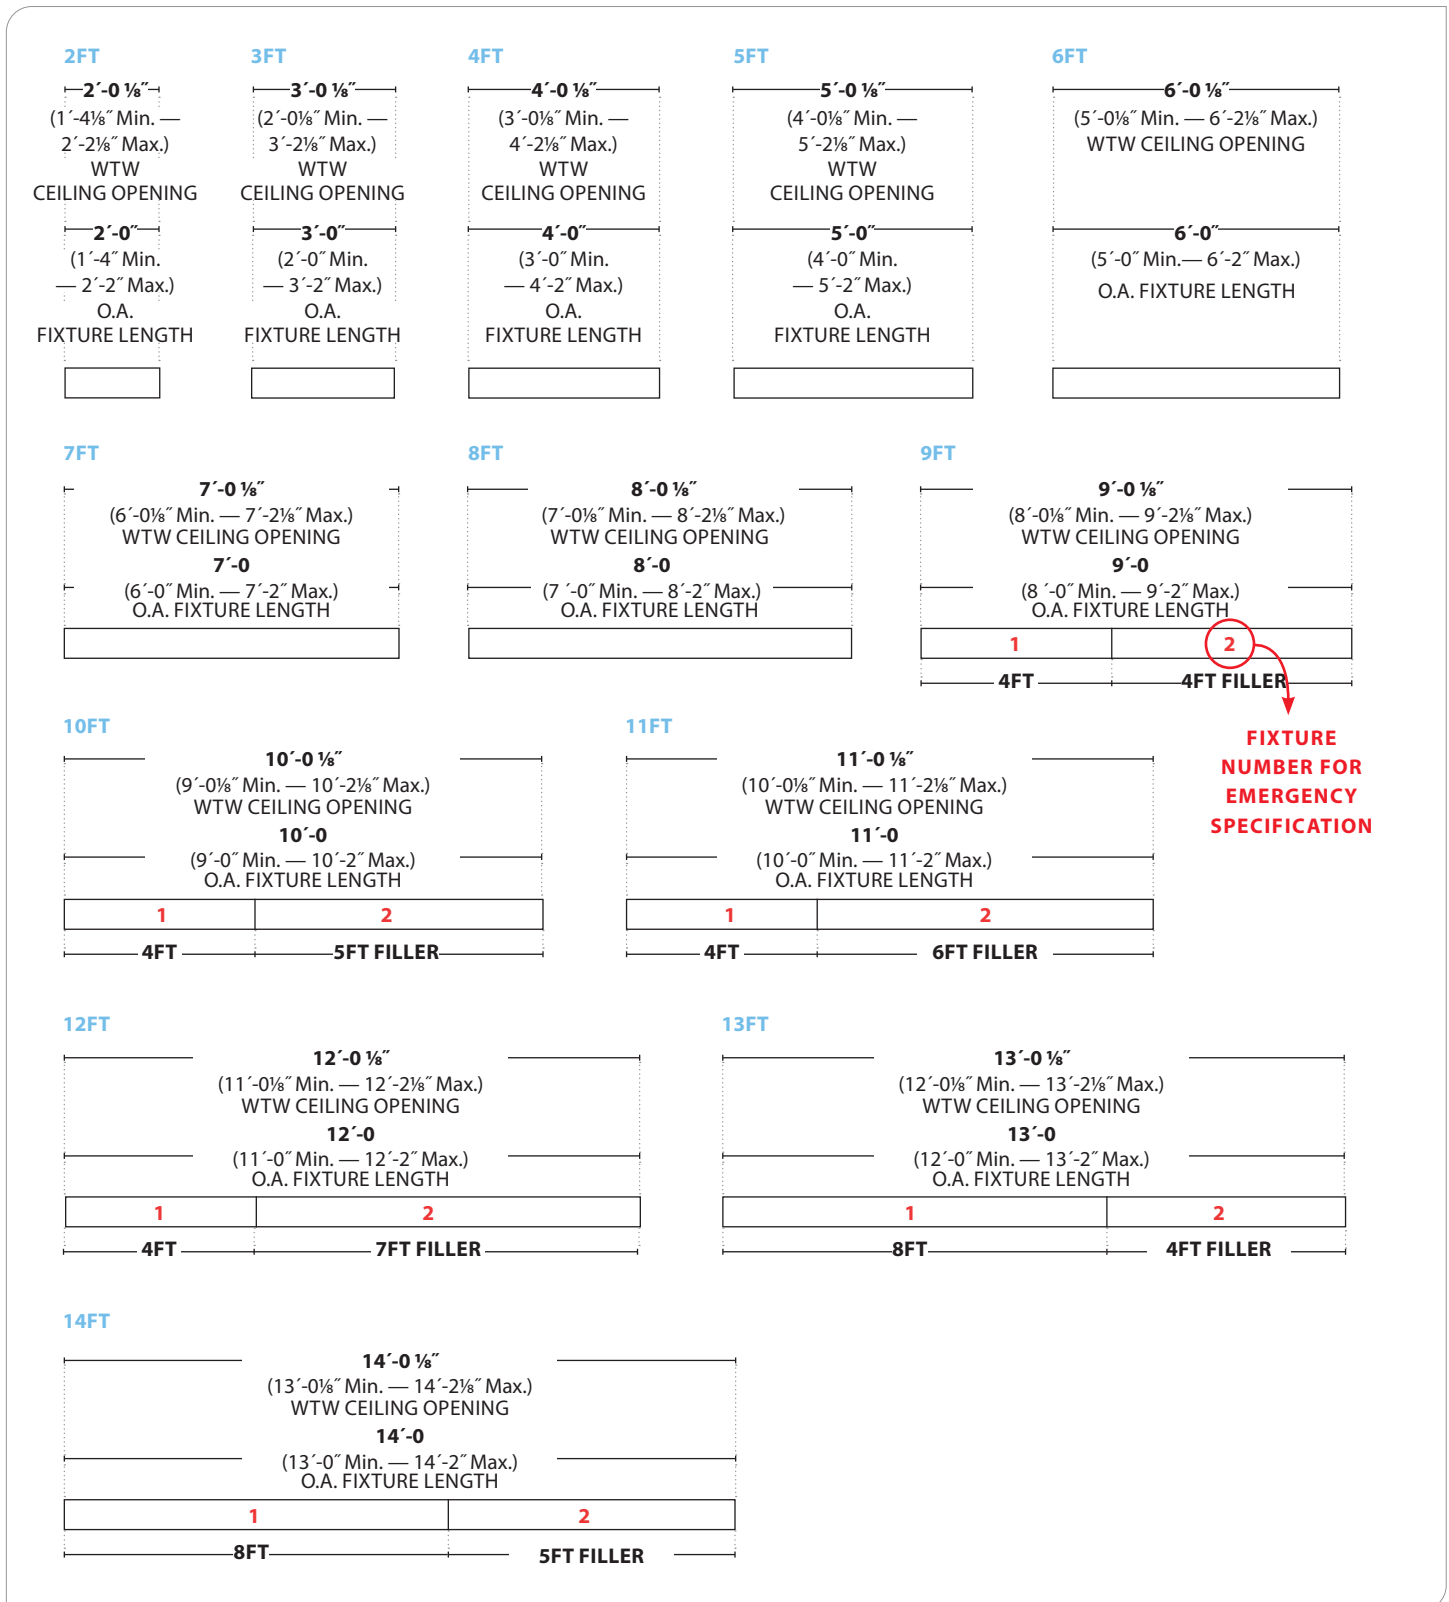 2FT
2´-0 ⅛˝
(1´-4⅛˝ Min. —
2´-2⅛˝ Max.)
WTW
CEILING OPENING
2´-0˝
(1´-4˝ Min.
— 2´-2˝ Max.)
O.A.
FIXTURE LENGTH
3FT
3´-0 ⅛˝
(2´-0⅛˝ Min. —
3´-2⅛˝ Max.)
WTW
CEILING OPENING
3´-0˝
(2´-0˝ Min.
— 3´-2˝ Max.)
O.A.
FIXTURE LENGTH
4FT
4´-0 ⅛˝
(3´-0⅛˝ Min. —
4´-2⅛˝ Max.)
WTW
CEILING OPENING
4´-0˝
(3´-0˝ Min.
— 4´-2˝ Max.)
O.A.
FIXTURE LENGTH
5FT
5´-0 ⅛˝
(4´-0⅛˝ Min. —
5´-2⅛˝ Max.)
WTW
CEILING OPENING
5´-0˝
(4´-0˝ Min.
— 5´-2˝ Max.)
O.A.
FIXTURE LENGTH
6FT
6´-0 ⅛˝
(5´-0⅛˝ Min. — 6´-2⅛˝ Max.)
WTW CEILING OPENING
6´-0˝
(5´-0˝ Min.— 6´-2˝ Max.)
O.A. FIXTURE LENGTH
7FT
7´-0 ⅛˝
(6´-0⅛˝ Min. — 7´-2⅛˝ Max.)
WTW CEILING OPENING
7´-0
(6´-0˝ Min. — 7´-2˝ Max.)
O.A. FIXTURE LENGTH
8FT
8´-0 ⅛˝
(7´-0⅛˝ Min. — 8´-2⅛˝ Max.)
WTW CEILING OPENING
8´-0
(7 ´-0˝ Min. — 8´-2˝ Max.)
O.A. FIXTURE LENGTH
9FT
9´-0 ⅛˝
(8´-0⅛˝ Min. — 9´-2⅛˝ Max.)
WTW CEILING OPENING
9´-0
(8 ´-0˝ Min. — 9´-2˝ Max.)
O.A. FIXTURE LENGTH
1 2
4FT 4FT FILLER
FIXTURE
NUMBER FOR
EMERGENCY
SPECIFICATION
10FT
10´-0 ⅛˝
(9´-0⅛˝ Min. — 10´-2⅛˝ Max.)
WTW CEILING OPENING
10´-0
(9´-0˝ Min. — 10´-2˝ Max.)
O.A. FIXTURE LENGTH
1 2
4FT 5FT FILLER
11FT
11´-0 ⅛˝
(10´-0⅛˝ Min. — 11´-2⅛˝ Max.)
WTW CEILING OPENING
11´-0
(10´-0˝ Min. — 11´-2˝ Max.)
O.A. FIXTURE LENGTH
1 2
4FT 6FT FILLER
12FT
12´-0 ⅛˝
(11´-0⅛˝ Min. — 12´-2⅛˝ Max.)
WTW CEILING OPENING
12´-0
(11´-0˝ Min. — 12´-2˝ Max.)
O.A. FIXTURE LENGTH
1 2
4FT 7FT FILLER
13FT
13´-0 ⅛˝
(12´-0⅛˝ Min. — 13´-2⅛˝ Max.)
WTW CEILING OPENING
13´-0
(12´-0˝ Min. — 13´-2˝ Max.)
O.A. FIXTURE LENGTH
1 2
8FT 4FT FILLER
14FT
14´-0 ⅛˝
(13´-0⅛˝ Min. — 14´-2⅛˝ Max.)
WTW CEILING OPENING
14´-0
(13´-0˝ Min. — 14´-2˝ Max.)
O.A. FIXTURE LENGTH
1 2
8FT 5FT FILLER